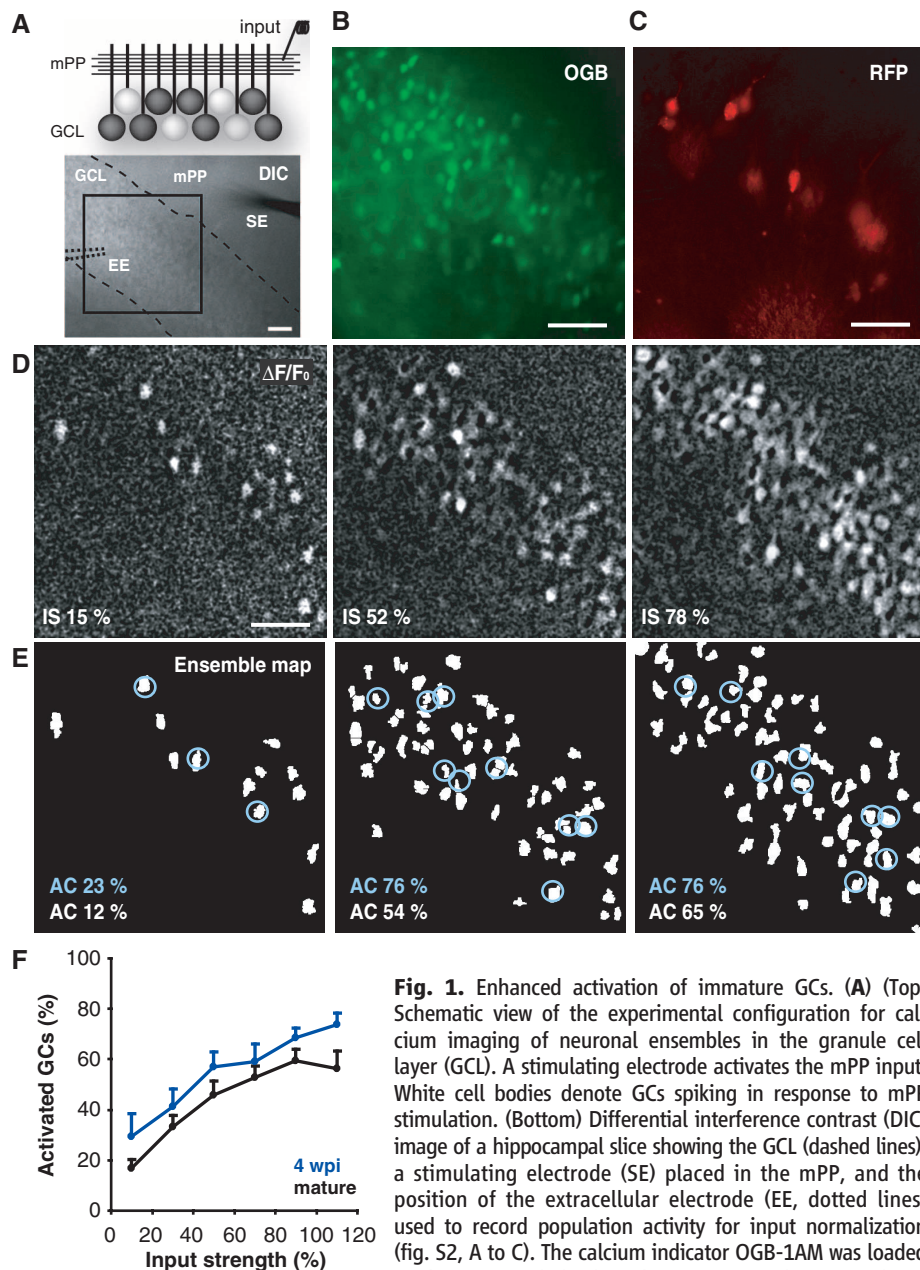 A
input
mPP
GCL
GCL
mPP
DIC
SE
EE
B
OGB
C
RFP
D
ΔF/F0
IS 15 %
IS 52 %
IS 78 %
E
Ensemble map
AC 23 %
AC 12 %
AC 76 %
AC 54 %
AC 76 %
AC 65 %
F
Activated GCs (%)
100
80
60
40
20
0
4 wpi
mature
0 20 40 60 80 100 120
Input strength (%)
Fig. 1. Enhanced activation of immature GCs. (A) (Top
Schematic view of the experimental configuration for cal
cium imaging of neuronal ensembles in the granule cel
layer (GCL). A stimulating electrode activates the mPP input
White cell bodies denote GCs spiking in response to mPI
stimulation. (Bottom) Differential interference contrast (DIC
image of a hippocampal slice showing the GCL (dashed lines)
a stimulating electrode (SE) placed in the mPP, and the
position of the extracellular electrode (EE, dotted lines
used to record population activity for input normalization
(fig. S2, A to C). The calcium indicator OGB-1AM was loaded